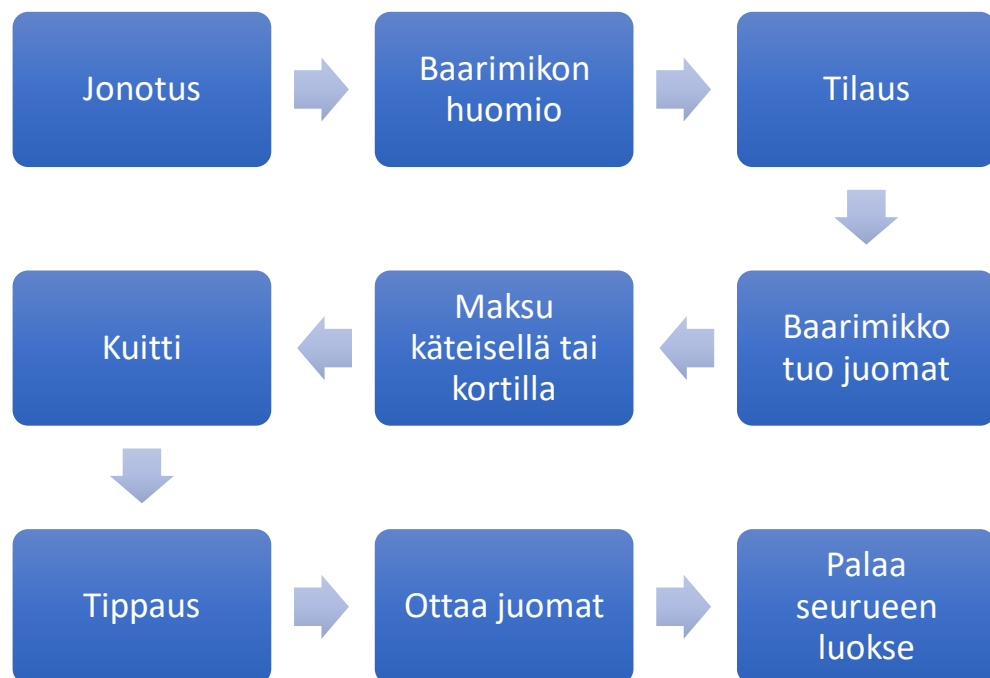 Jonotus
Baarimikon
huomio
Tilaus
Baarimikko
tuo juomat
Maksu
käteisellä tai
kortilla
Kuitti
Tippaus
Ottaa juomat
Palaa
seurueen
luokse